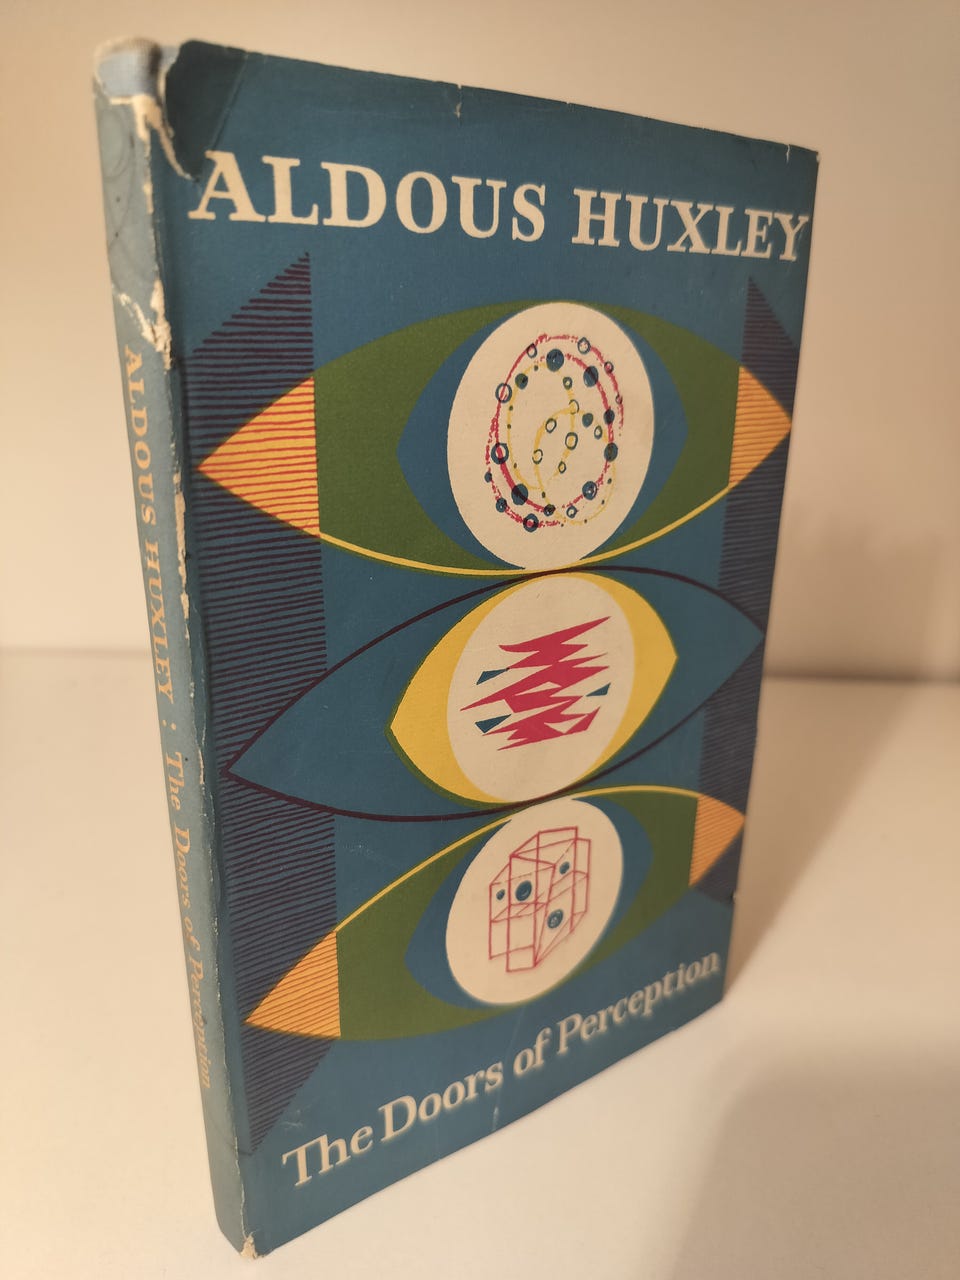 ALDOUS HUXLEY
The Doors of Perception
ALDOUS HUXLEY : The Doors of Perception